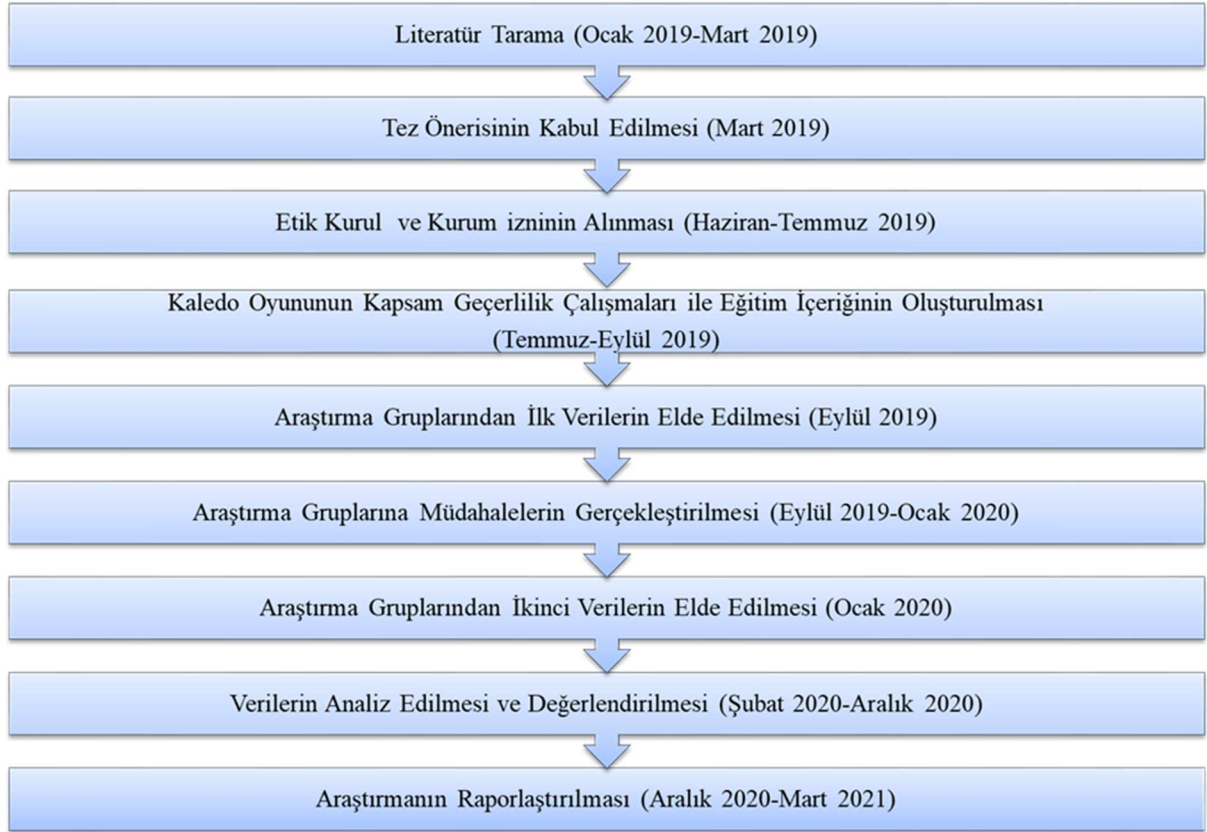 Literatür Tarama (Ocak 2019-Mart 2019)
Tez Önerisinin Kabul Edilmesi (Mart 2019)
Etik Kurul ve Kurum izninin Alınması (Haziran-Temmuz 2019)
Kaledo Oyununun Kapsam Geçerlilik Çalışmaları ile Eğitim İçeriğinin Oluşturulması
(Temmuz-Eylül 2019)
Araştırma Gruplarından İlk Verilerin Elde Edilmesi (Eylül 2019)
Araştırma Gruplarına Müdahalelerin Gerçekleştirilmesi (Eylül 2019-Ocak 2020)
Araştırma Gruplarından İkinci Verilerin Elde Edilmesi (Ocak 2020)
Verilerin Analiz Edilmesi ve Değerlendirilmesi (Şubat 2020-Aralık 2020)
Araştırmanın Raporlaştırılması (Aralık 2020-Mart 2021)